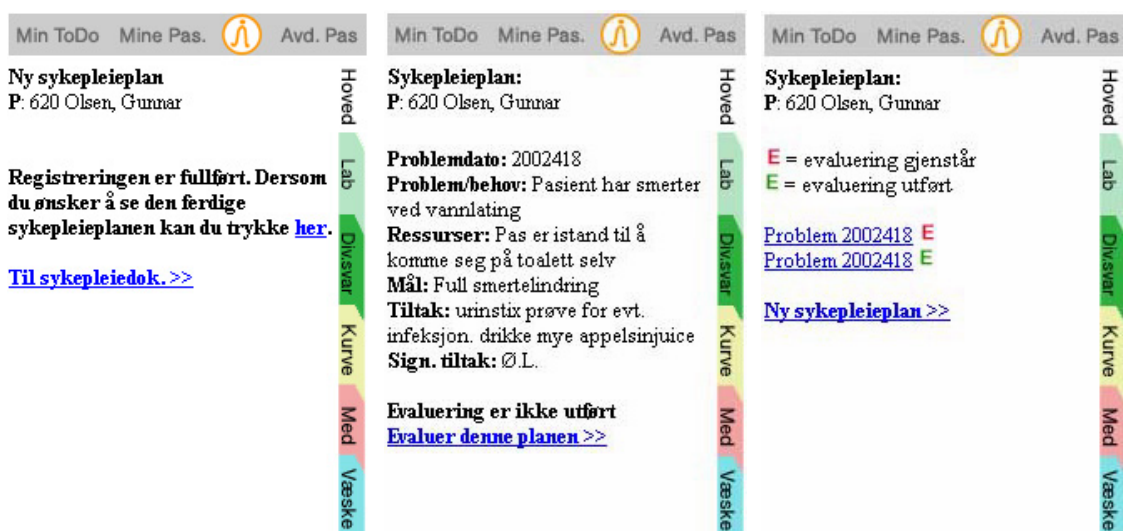 Min ToDo Mine Pas. Avd. Pas
Ny sykepleieplan
P: 620 Olsen, Gunnar
Registreringen er fullført. Dersom
du ønsker å se den ferdige
sykepleieplanen kan du trykke her.
Til sykepleiedok. >>
Hoved
Lab
Div.svar
Kurve
Med
Væske
Min ToDo Mine Pas. Avd. Pas
Sykepleieplan:
P: 620 Olsen, Gunnar
Problemdato: 2002418
Problem/behov: Pasient har smerter
ved vannlating
Ressurser: Pas er istand til å
komme seg på toalett selv
Mål: Full smertelindring
Tiltak: urinstix prøve for evt.
infeksjon. drikke mye appelsinjuice
Sign. tiltak: Ø.L.
Evaluering er ikke utført
Evaluer denne planen >>
Hoved
Lab
Div.svar
Kurve
Med
Væske
Min ToDo Mine Pas. Avd. Pas
Sykepleieplan:
P: 620 Olsen, Gunnar
E = evaluering gjenstår
E = evaluering utført
Problem 2002418 E
Problem 2002418 E
Ny sykepleieplan >>
Hoved
Lab
Div.svar
Kurve
Med
Væske